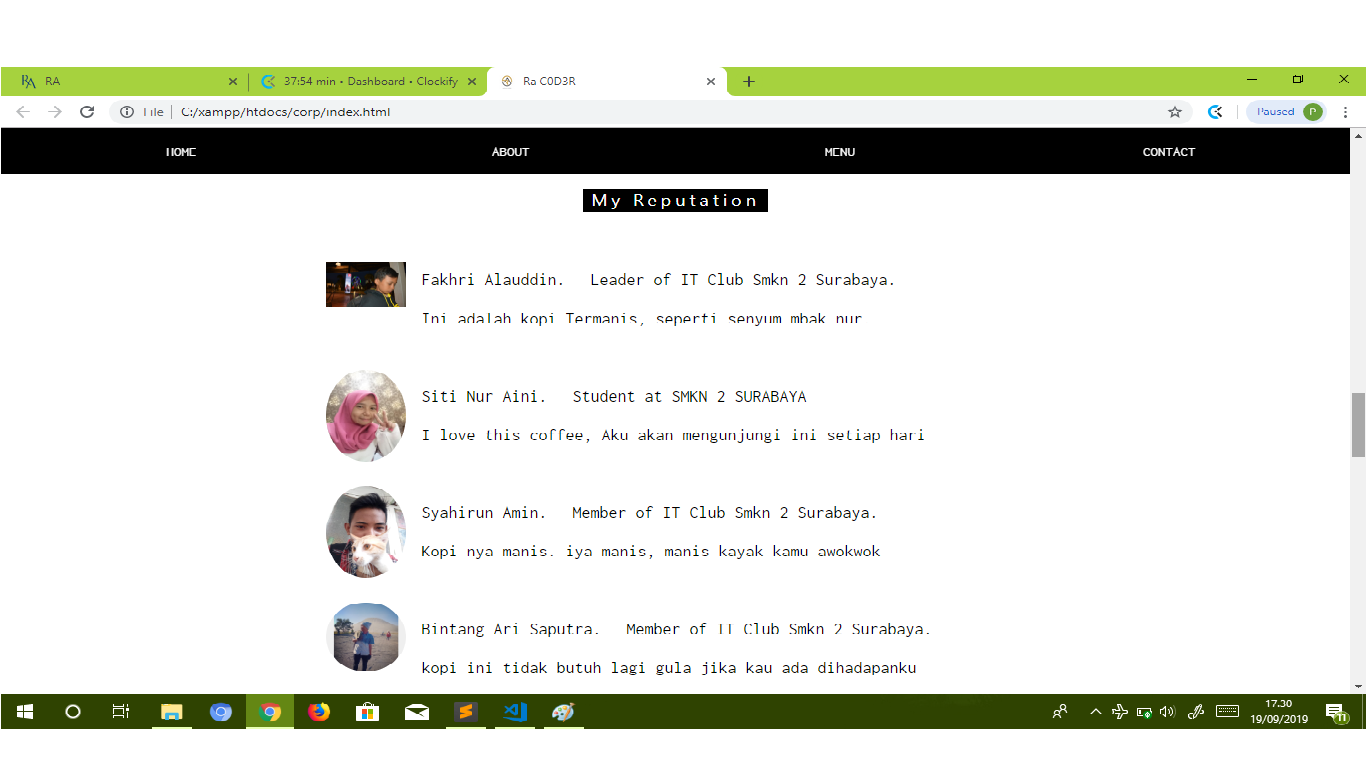 RA
37:54 min • Dashboard • Clockify
Ra C0D3R
File
C:/xampp/htdocs/corp/index.html
Paused
P
HOME
ABOUT
MENU
CONTACT
My Reputation
Fakhri Alauddin. Leader of IT Club Smkn 2 Surabaya.
Ini adalah kopi Termanis, seperti senyum mbak nur
Siti Nur Aini. Student at SMKN 2 SURABAYA
I love this coffee, Aku akan mengunjungi ini setiap hari
Syahirun Amin. Member of IT Club Smkn 2 Surabaya.
Kopi nya manis. iya manis, manis kayak kamu awokwok
Bintang Ari Saputra. Member of IT Club Smkn 2 Surabaya.
kopi ini tidak butuh lagi gula jika kau ada dihadapanku
17.30
19/09/2019
11